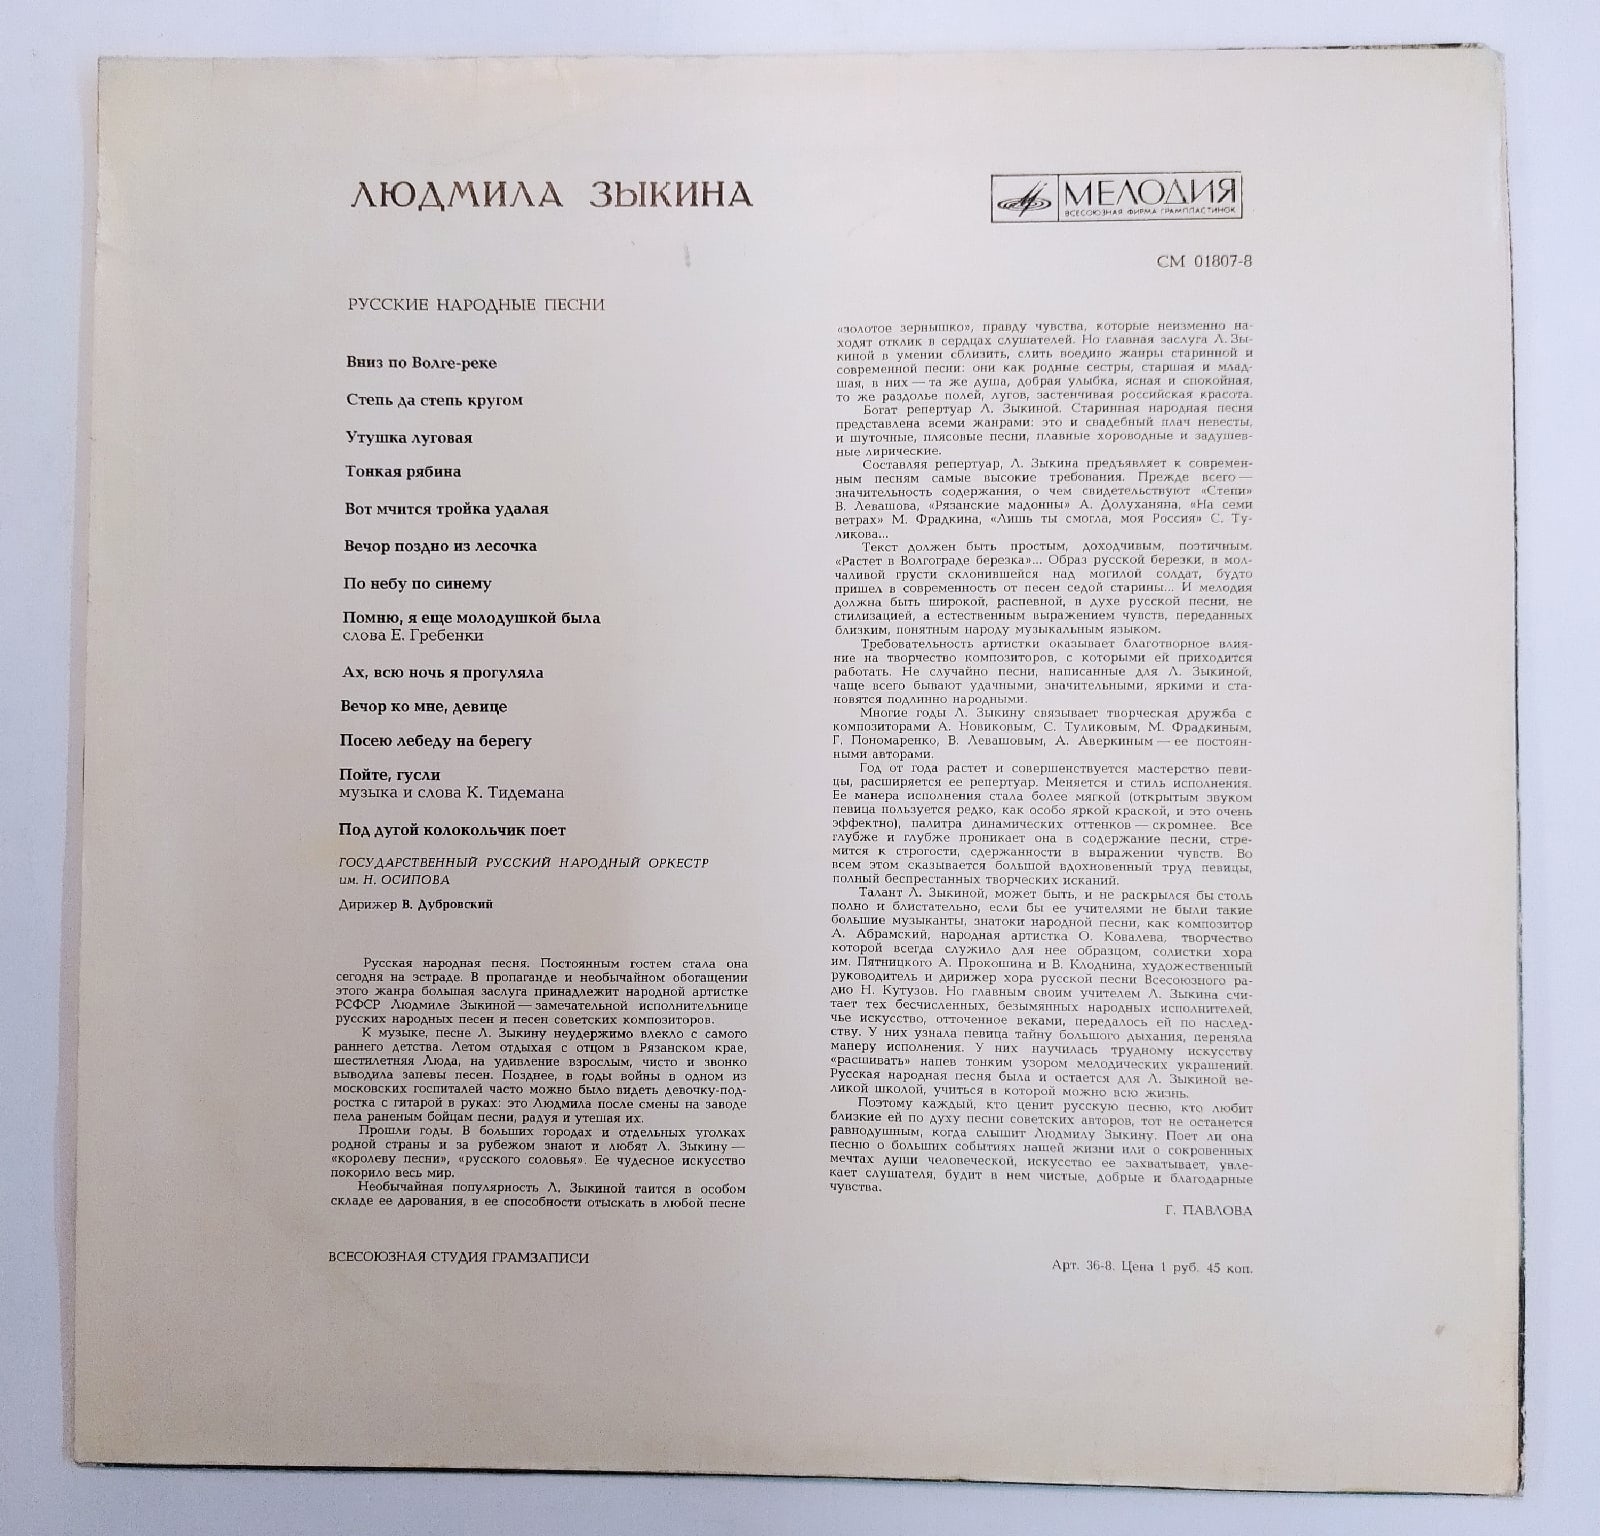 ЛЮДМИЛА ЗЫКИНА
МЕЛОДИЯ
ВСЕСОЮЗНАЯ ФИРМА ГРАМПЛАСТИНОК
СМ 01807-8
РУССКИЕ НАРОДНЫЕ ПЕСНИ
Вниз по Волге-реке
Степь да степь кругом
Утушка луговая
Тонкая рябина
Вот мчится тройка удалая
Вечор поздно из лесочка
По небу по синему
Помню, я еще молодушкой была
слова Е. Гребенки
Ах, всю ночь я прогуляла
Вечор ко мне, девице
Посею лебеду на берегу
Пойте, гусли
музыка и слова К. Тидемана
Под дугой колокольчик поет
ГОСУДАРСТВЕННЫЙ РУССКИЙ НАРОДНЫЙ ОРКЕСТР
им. Н. ОСИПОВА
Дирижер В. Дубровский
Русская народная песня. Постоянным гостем стала она
сегодня на эстраде. В пропаганде и необычайном обогащении
этого жанра большая заслуга принадлежит народной артистке
РСФСР Людмиле Зыкиной — замечательной исполнительнице
русских народных песен и песен советских композиторов.
К музыке, песне Л. Зыкину неудержимо влекло с самого
раннего детства. Летом отдыхая с отцом в Рязанском крае,
шестилетняя Люда, на удивление взрослым, чисто и звонко
выводила запевы песен. Позднее, в годы войны в одном из
московских госпиталей часто можно было видеть девочку-под-
ростка с гитарой в руках: это Людмила после смены на заводе
пела раненым бойцам песни, радуя и утешая их.
Прошли годы. В больших городах и отдельных уголках
родной страны и за рубежом знают и любят Л. Зыкину —
«королеву песни», «русского соловья». Ее чудесное искусство
покорило весь мир.
Необычайная популярность Л. Зыкиной таится в особом
складе ее дарования, в ее способности отыскать в любой песне
«золотое зернышко», правду чувства, которые неизменно на-
ходят отклик в сердцах слушателей. Но главная заслуга Л. Зы-
киной в умении сблизить, слить воедино жанры старинной и
современной песни: они как родные сестры, старшая и млад-
шая, в них — та же душа, добрая улыбка, ясная и спокойная,
то же раздолье полей, лугов, застенчивая российская красота.
Богат репертуар Л. Зыкиной. Старинная народная песня
представлена всеми жанрами: это и свадебный плач невесты,
и шуточные, плясовые песни, плавные хороводные и задушев-
ные лирические.
Составляя репертуар, Л. Зыкина предъявляет к современ-
ным песням самые высокие требования. Прежде всего —
значительность содержания, о чем свидетельствуют «Степи»
В. Левашова, «Рязанские мадонны» А. Долуханяна, «На семи
ветрах» М. Фрадкина, «Лишь ты смогла, моя Россия» С. Ту-
ликова...
Текст должен быть простым, доходчивым, поэтичным.
«Растет в Волгограде березка»... Образ русской березки, в мол-
чаливой грусти склонившейся над могилой солдат, будто
пришел в современность от песен седой старины... И мелодия
должна быть широкой, распевной, в духе русской песни, не
стилизацией, а естественным выражением чувств, переданных
близким, понятным народу музыкальным языком.
Требовательность артистки оказывает благотворное влия-
ние на творчество композиторов, с которыми ей приходится
работать. Не случайно песни, написанные для Л. Зыкиной,
чаще всего бывают удачными, значительными, яркими и ста-
новятся подлинно народными.
Многие годы Л. Зыкину связывает творческая дружба с
композиторами А. Новиковым, С. Туликовым, М. Фрадкиным,
Г. Пономаренко, В. Левашовым, А. Аверкиным — ее постоян-
ными авторами.
Год от года растет и совершенствуется мастерство певи-
цы, расширяется ее репертуар. Меняется и стиль исполнения.
Ее манера исполнения стала более мягкой (открытым звуком
певица пользуется редко, как особо яркой краской, и это очень
эффектно), палитра динамических оттенков — скромнее. Все
глубже и глубже проникает она в содержание песни, стре-
мится к строгости, сдержанности в выражении чувств. Во
всем этом сказывается большой вдохновенный труд певицы,
полный беспрестанных творческих исканий.
Талант Л. Зыкиной, может быть, и не раскрылся бы столь
полно и блистательно, если бы ее учителями не были такие
большие музыканты, знатоки народной песни, как композитор
А. Абрамский, народная артистка О. Ковалева, творчество
которой всегда служило для нее образцом, солистки хора
им. Пятницкого А. Прокошина и В. Клоднина, художественный
руководитель и дирижер хора русской песни Всесоюзного ра-
дио Н. Кутузов. Но главным своим учителем Л. Зыкина счи-
тает тех бесчисленных, безымянных народных исполнителей,
чье искусство, отточенное веками, передалось ей по наслед-
ству. У них узнала певица тайну большого дыхания, переняла
манеру исполнения. У них научилась трудному искусству
«расшивать» напев тонким узором мелодических украшений.
Русская народная песня была и остается для Л. Зыкиной ве-
ликой школой, учиться в которой можно всю жизнь.
Поэтому каждый, кто ценит русскую песню, кто любит
близкие ей по духу песни советских авторов, тот не останется
равнодушным, когда слышит Людмилу Зыкину. Поет ли она
песню о больших событиях нашей жизни или о сокровенных
мечтах души человеческой, искусство ее захватывает, увле-
кает слушателя, будит в нем чистые, добрые и благодарные
чувства.
Г. ПАВЛОВА
ВСЕСОЮЗНАЯ СТУДИЯ ГРАМЗАПИСИ
Арт. 36-8. Цена 1 руб. 45 коп.